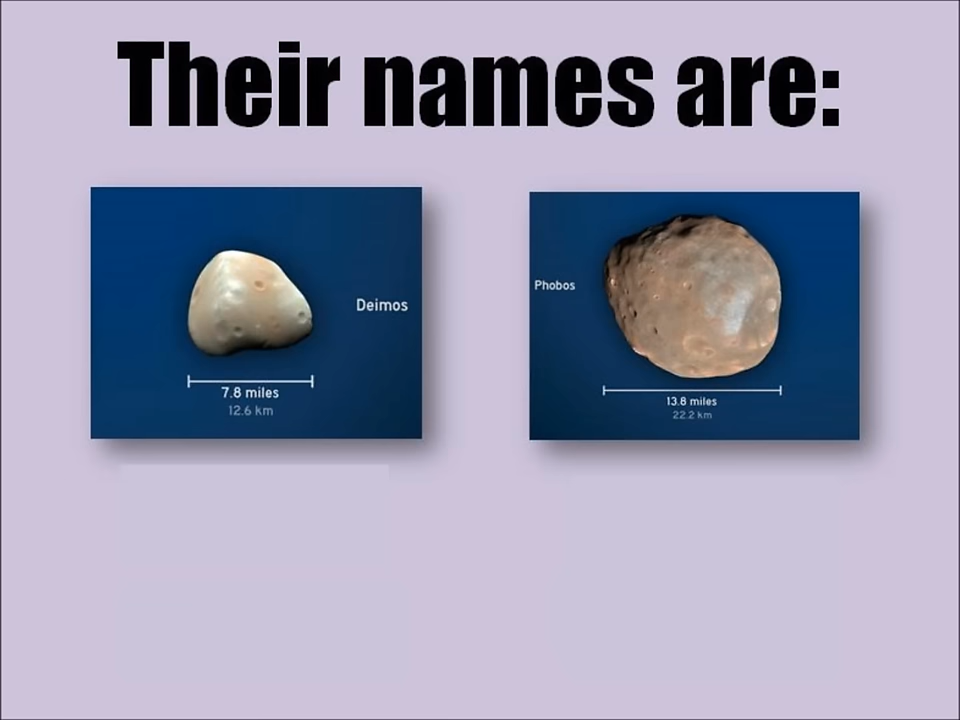 Their names are:
Deimos
7.8 miles
12.6 km
Phobos
13.8 miles
22.2 km